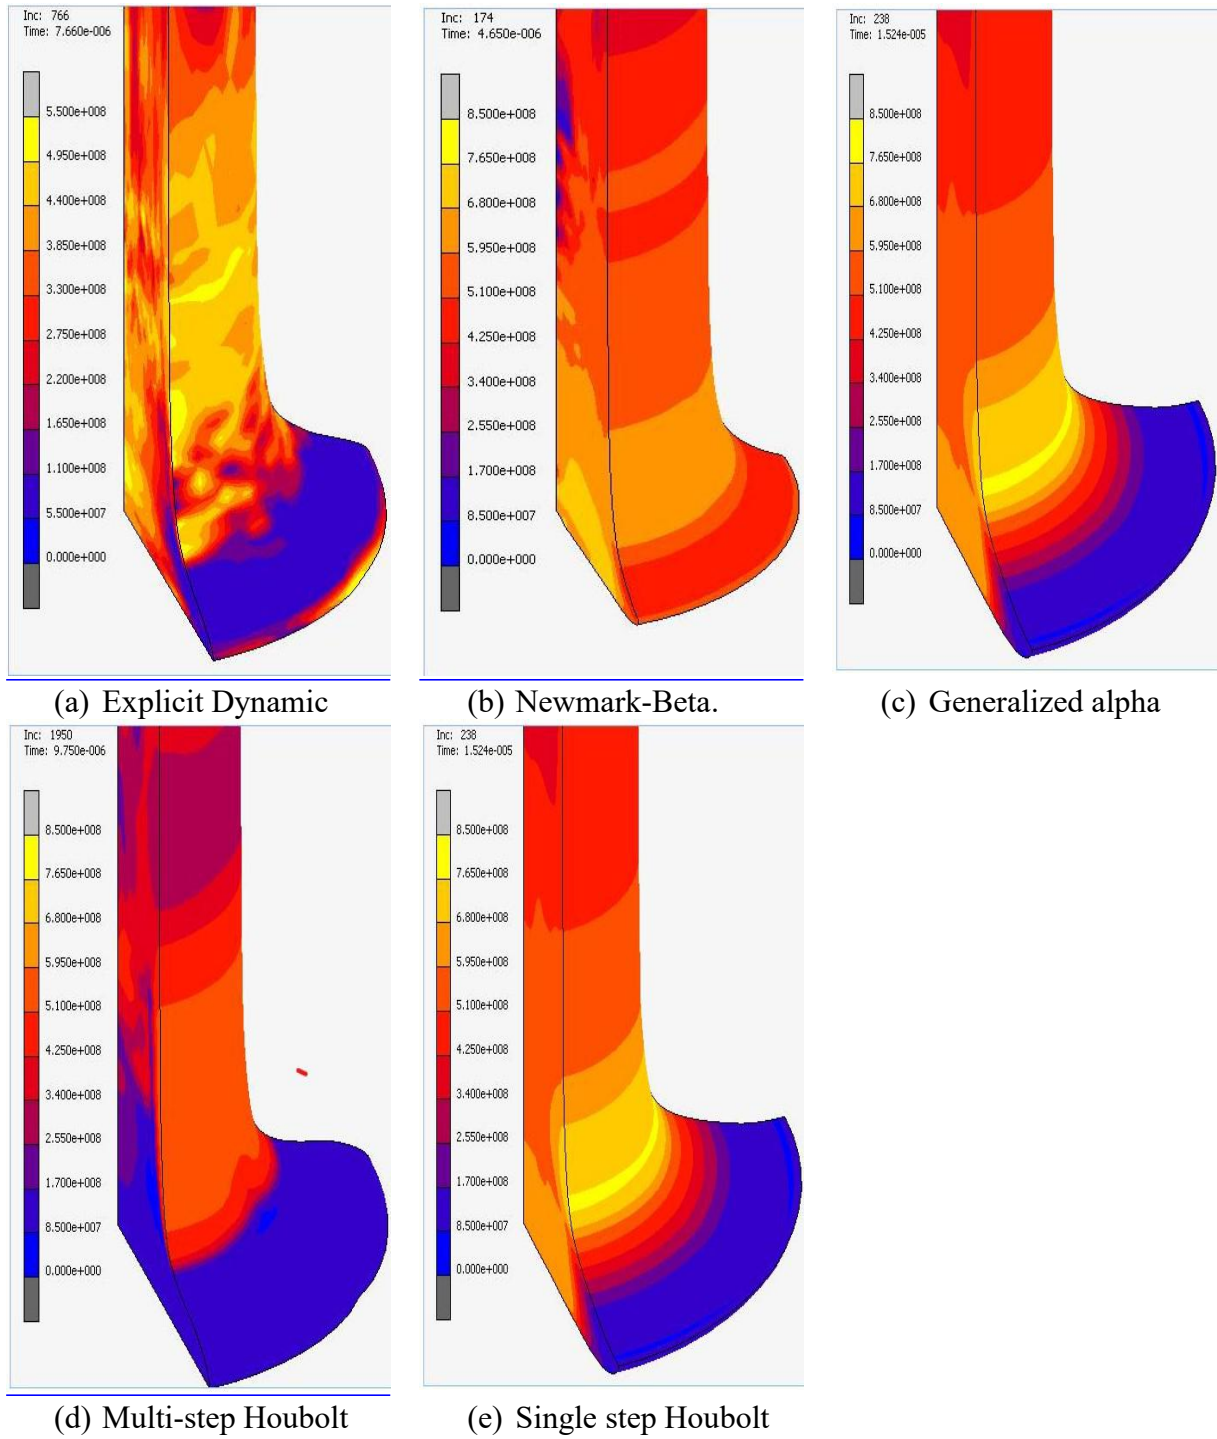 Inc: 766
Time: 7.660e-006
5.500e+008
4.950e+008
4.400e+008
3.850e+008
3.300e+008
2.750e+008
2.200e+008
1.650e+008
1.100e+008
5.500e+007
0.000e+000
(a) Explicit Dynamic
Inc: 174
Time: 4.650e-006
8.500e+008
7.650e+008
6.800e+008
5.950e+008
5.100e+008
4.250e+008
3.400e+008
2.550e+008
1.700e+008
8.500e+007
0.000e+000
(b) Newmark-Beta.
Inc: 238
Time: 1.524e-005
8.500e+008
7.650e+008
6.800e+008
5.950e+008
5.100e+008
4.250e+008
3.400e+008
2.550e+008
1.700e+008
8.500e+007
0.000e+000
(c) Generalized alpha
Inc: 1950
Time: 9.750e-006
8.500e+008
7.650e+008
6.800e+008
5.950e+008
5.100e+008
4.250e+008
3.400e+008
2.550e+008
1.700e+008
8.500e+007
0.000e+000
(d) Multi-step Houbolt
Inc: 238
Time: 1.524e-005
8.500e+008
7.650e+008
6.800e+008
5.950e+008
5.100e+008
4.250e+008
3.400e+008
2.550e+008
1.700e+008
8.500e+007
0.000e+000
(e) Single step Houbolt